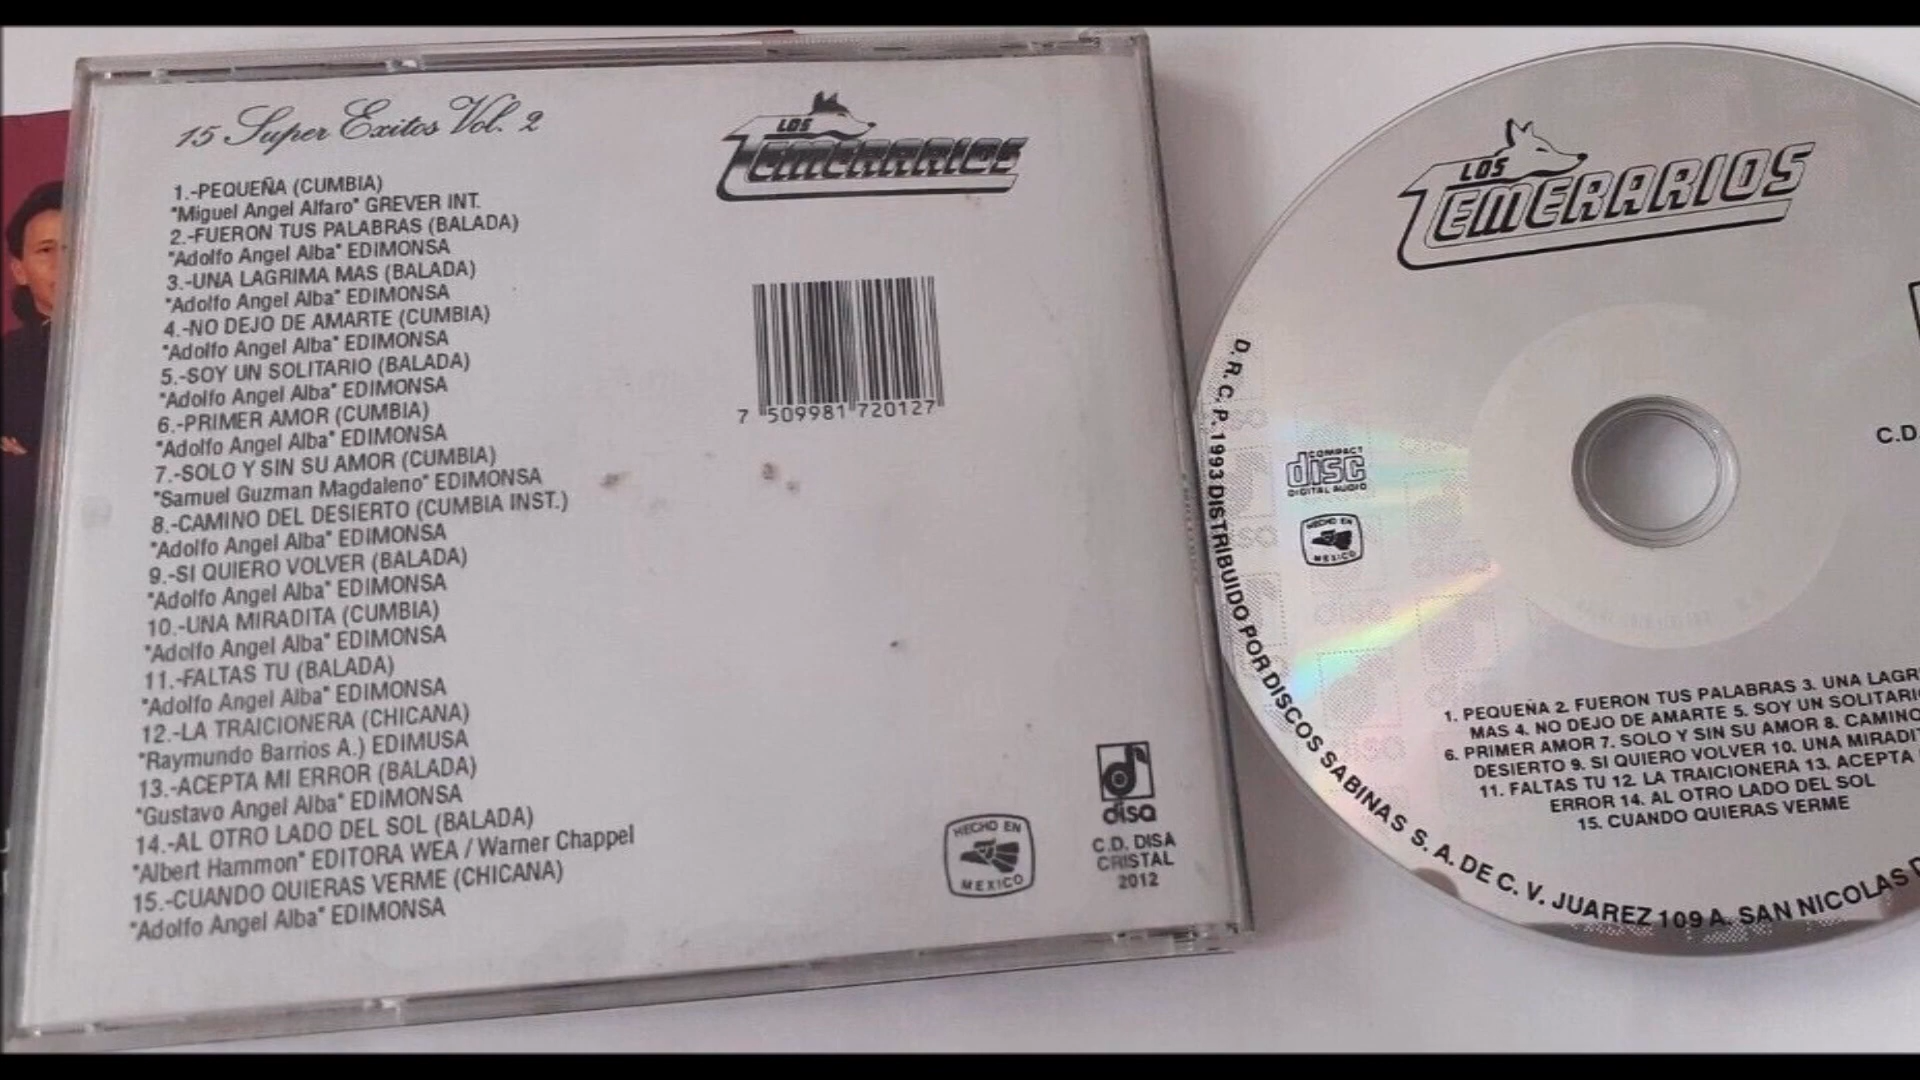 15 Super Exitos Vol. 2
LOS
TEMERARIOS
1.-PEQUEÑA (CUMBIA)
"Miguel Angel Alfaro" GREVER INT.
2.-FUERON TUS PALABRAS (BALADA)
"Adolfo Angel Alba" EDIMONSA
3.-UNA LAGRIMA MAS (BALADA)
"Adolfo Angel Alba" EDIMONSA
4.-NO DEJO DE AMARTE (CUMBIA)
"Adolfo Angel Alba" EDIMONSA
5.-SOY UN SOLITARIO (BALADA)
"Adolfo Angel Alba" EDIMONSA
6.-PRIMER AMOR (CUMBIA)
"Adolfo Angel Alba" EDIMONSA
7.-SOLO Y SIN SU AMOR (CUMBIA)
"Samuel Guzman Magdaleno" EDIMONSA
8.-CAMINO DEL DESIERTO (CUMBIA INST.)
"Adolfo Angel Alba" EDIMONSA
9.-SI QUIERO VOLVER (BALADA)
"Adolfo Angel Alba" EDIMONSA
10.-UNA MIRADITA (CUMBIA)
"Adolfo Angel Alba" EDIMONSA
11.-FALTAS TU (BALADA)
"Adolfo Angel Alba" EDIMONSA
12.-LA TRAICIONERA (CHICANA)
"Raymundo Barrios A.) EDIMUSA
13.-ACEPTA MI ERROR (BALADA)
"Gustavo Angel Alba" EDIMONSA
14.-AL OTRO LADO DEL SOL (BALADA)
"Albert Hammon" EDITORA WEA / Warner Chappel
15.-CUANDO QUIERAS VERME (CHICANA)
"Adolfo Angel Alba" EDIMONSA
7 509981 720127
HECHO EN
MEXICO
disa
C.D. DISA
CRISTAL
2012
LOS
TEMERARIOS
C.D.
COMPACT
disc
DIGITAL AUDIO
HECHO EN
MEXICO
1. PEQUEÑA 2. FUERON TUS PALABRAS 3. UNA LAGR
MAS 4. NO DEJO DE AMARTE 5. SOY UN SOLITARIO
6. PRIMER AMOR 7. SOLO Y SIN SU AMOR 8. CAMINO
DESIERTO 9. SI QUIERO VOLVER 10. UNA MIRADIT
11. FALTAS TU 12. LA TRAICIONERA 13. ACEPTA
ERROR 14. AL OTRO LADO DEL SOL
15. CUANDO QUIERAS VERME
D. R. C. P. 1993 DISTRIBUIDO POR DISCOS SABINAS S. A. DE C. V. JUAREZ 109 A. SAN NICOLAS D